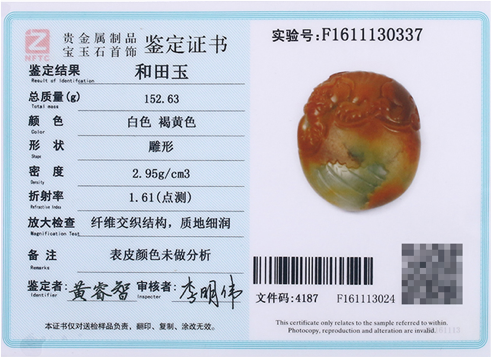 NFTC
贵金属制品
宝玉石首饰 鉴定证书
鉴定结果 和田玉
Result of Identifcation
总质量(g) 152.63
Total mass
颜 色 白色 褐黄色
Color
形 状 雕形
Shape
密 度 2.95g/cm3
Density
折射率 1.61(点测)
Refractive Index
放大检查 纤维交织结构，质地细润
Magnification Test
备 注 表皮颜色未做分析
Remarks
鉴定者: 黄睿智 审核者: 李明伟
Identifier Inspector
本证书仅对送检样品负责，翻印、复制、涂改无效。
实验号:F1611130337
文件码:4187 F161113024
This certificate only relates to the sample referred to within.
Photocopy, reproduction and alteration are invalid.